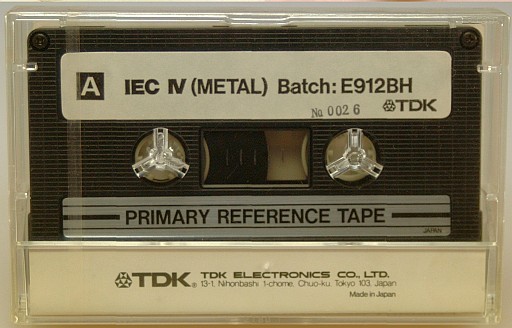 A IEC IV (METAL) Batch: E912BH
No 0026 TDK
PRIMARY REFERENCE TAPE
JAPAN
TDK® TDK ELECTRONICS CO., LTD.
13-1, Nihonbashi 1-chome, Chuo-ku, Tokyo 103, Japan
Made in Japan